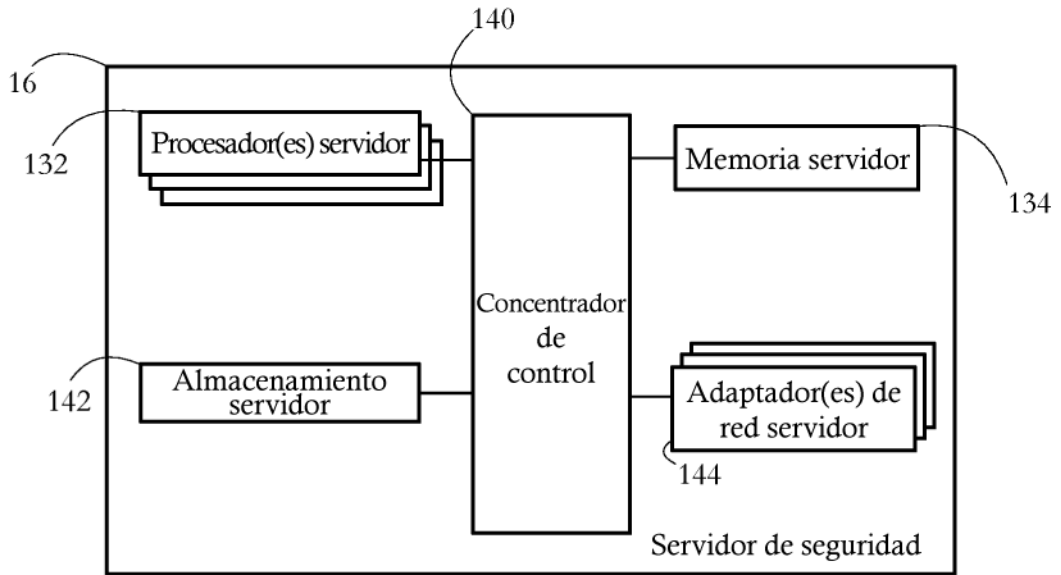 140
16
Procesador(es) servidor
132
Memoria servidor
134
Concentrador
de
control
Almacenamiento
servidor
142
Adaptador(es) de
red servidor
144
Servidor de seguridad